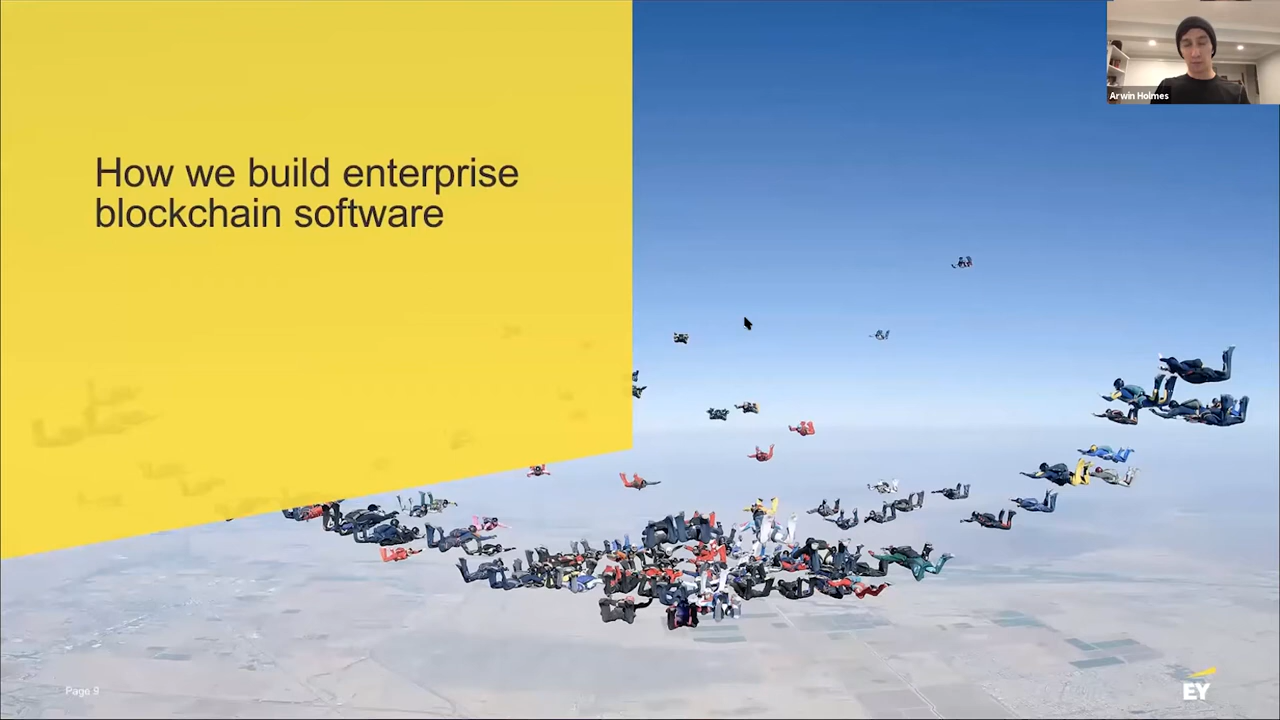 Arwin Holmes
How we build enterprise
blockchain software
Page 9
EY